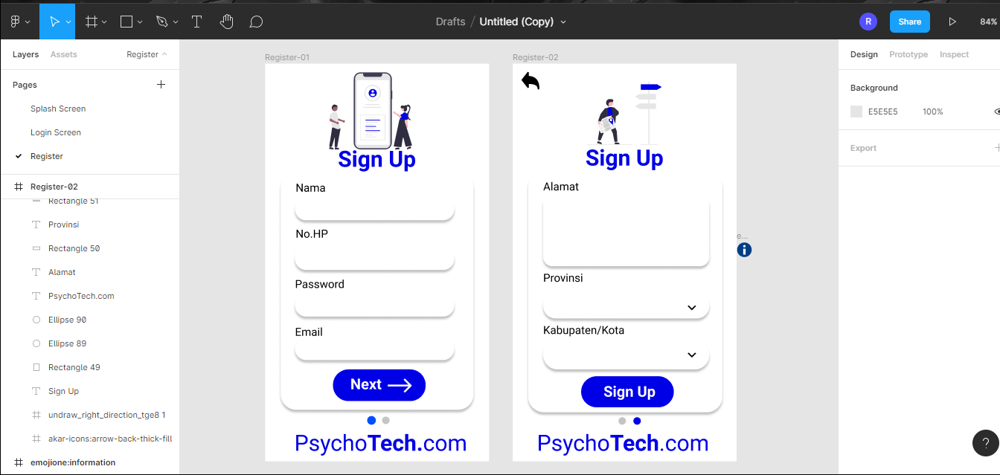 Drafts / Untitled (Copy)
R
Share
84%
Layers
Assets
Register
Pages
Splash Screen
Login Screen
Register
Register-02
Rectangle 51
Provinsi
Rectangle 50
Alamat
PsychoTech.com
Ellipse 90
Ellipse 89
Rectangle 49
Sign Up
undraw_right_direction_tge8 1
akar-icons:arrow-back-thick-fill
emojione:information
Register-01
Sign Up
Nama
No.HP
Password
Email
Next
PsychoTech.com
Register-02
Sign Up
Alamat
Provinsi
Kabupaten/Kota
Sign Up
PsychoTech.com
e...
i
Design
Prototype
Inspect
Background
E5E5E5
100%
Export
?